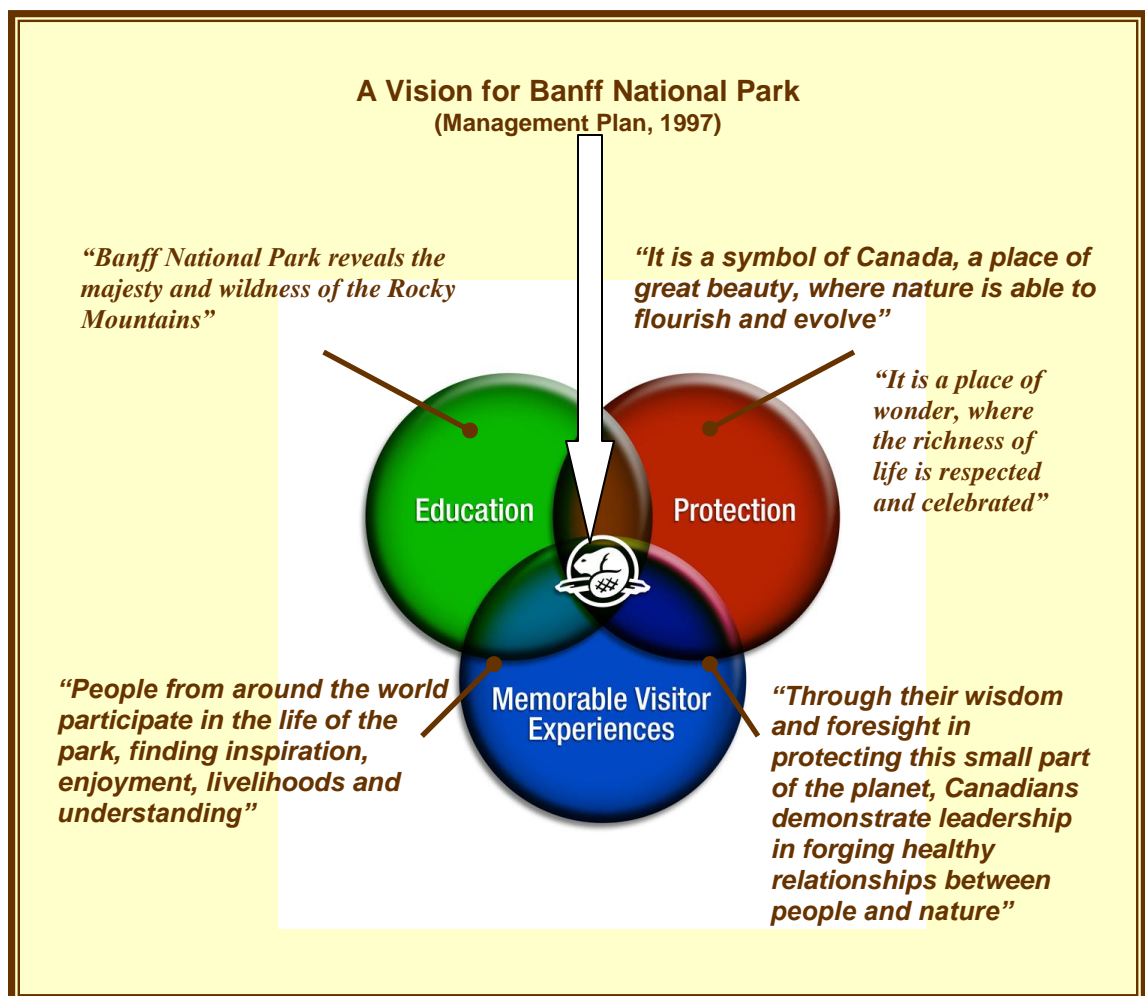 A Vision for Banff National Park
(Management Plan, 1997)
“Banff National Park reveals the
majesty and wildness of the Rocky
Mountains”
“It is a symbol of Canada, a place of
great beauty, where nature is able to
flourish and evolve”
“It is a place of
wonder, where
the richness of
life is respected
and celebrated”
Education
Protection
Memorable Visitor
Experiences
“People from around the world
participate in the life of the
park, finding inspiration,
enjoyment, livelihoods and
understanding”
“Through their wisdom
and foresight in
protecting this small part
of the planet, Canadians
demonstrate leadership
in forging healthy
relationships between
people and nature”